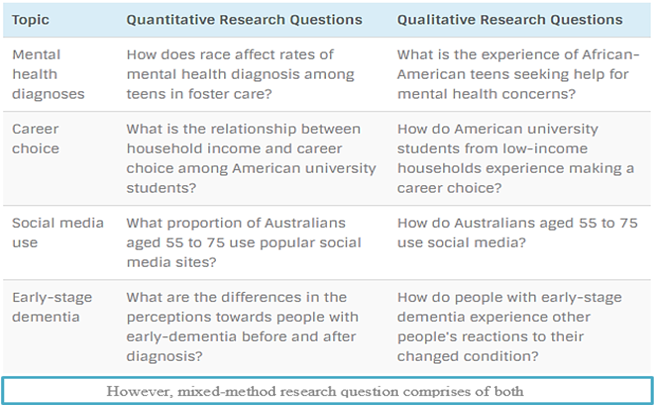 Topic Quantitative Research Questions Qualitative Research Questions
Mental health diagnoses
How does race affect rates of
mental health diagnosis among
teens in foster care?
What is the experience of African-
American teens seeking help for
mental health concerns?
Career
choice
What is the relationship between
household income and career
choice among American university
students?
How do American university
students from low-income
households experience making a
career choice?
Social media
use
What proportion of Australians
aged 55 to 75 use popular social
media sites?
How do Australians aged 55 to 75
use social media?
Early-stage
dementia
What are the differences in the
perceptions towards people with
early-dementia before and after
diagnosis?
How do people with early-stage
dementia experience other
people's reactions to their
changed condition?
However, mixed-method research question comprises of both